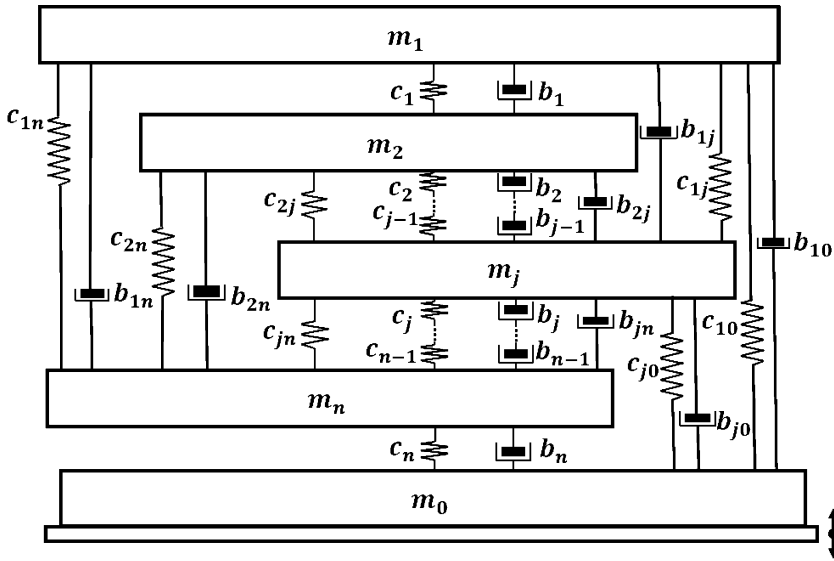 m₁
c₁ b₁
c₁ₙ b₁ⱼ
m₂
c₂ b₂ c₁ⱼ
c₂ⱼ b₂ⱼ
cⱼ₋₁ bⱼ₋₁
c₂ₙ b₁₀
mⱼ
b₁ₙ b₂ₙ
cⱼ bⱼ bⱼₙ c₁₀
cⱼₙ
cₙ₋₁ bₙ₋₁ cⱼ₀
mₙ
bⱼ₀
cₙ bₙ
m₀